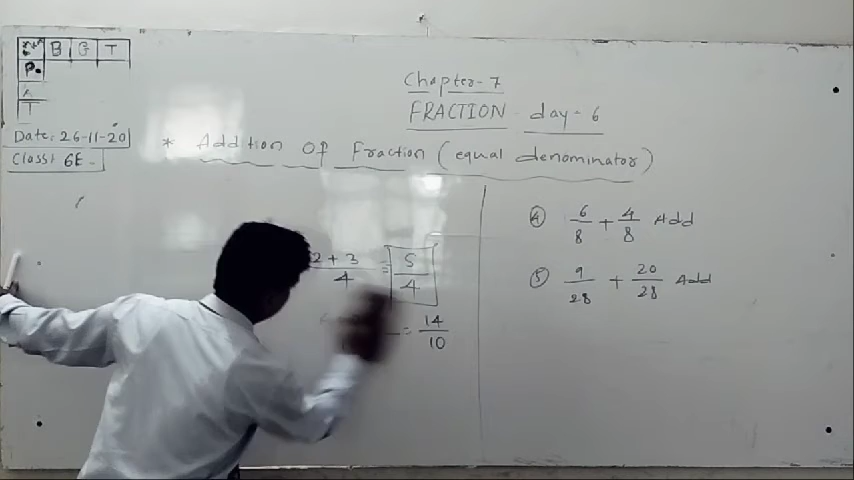 B G T
P.
A
T
Date: 26-11-20
Class: 6E -
Chapter-7
FRACTION - day-6
* Addition Of Fraction (equal denominator)
2+3/4 = 5/4
= 14/10
④ 6/8 + 4/8 Add
⑤ 9/28 + 20/28 Add